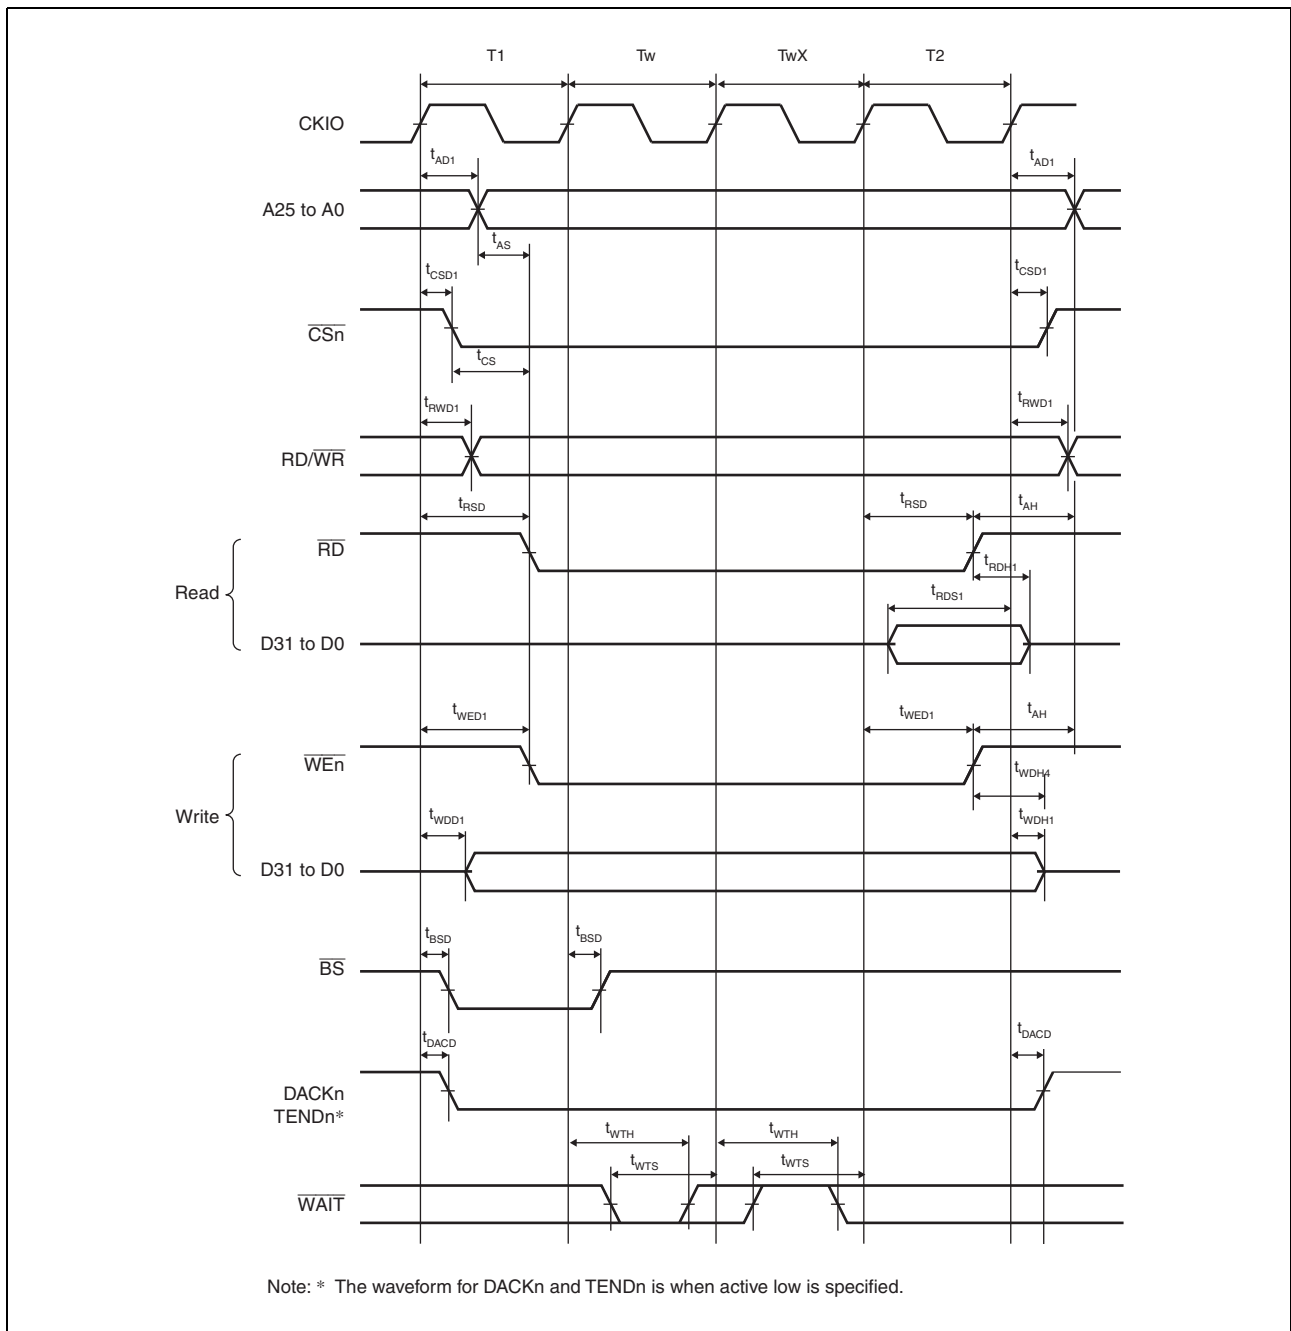 T1 Tw TwX T2
CKIO
tAD1 tAD1
A25 to A0
tAS
tCSD1 tCSD1
CSn
tCS
tRWD1 tRWD1
RD/WR
tRSD tRSD tAH
RD
tRDH1
Read
tRDS1
D31 to D0
tWED1 tWED1 tAH
WEn
tWDH4
Write
tWDD1 tWDH1
D31 to D0
tBSD tBSD
BS
tDACD tDACD
DACKn
TENDn*
tWTH tWTH
tWTS tWTS
WAIT
Note: * The waveform for DACKn and TENDn is when active low is specified.